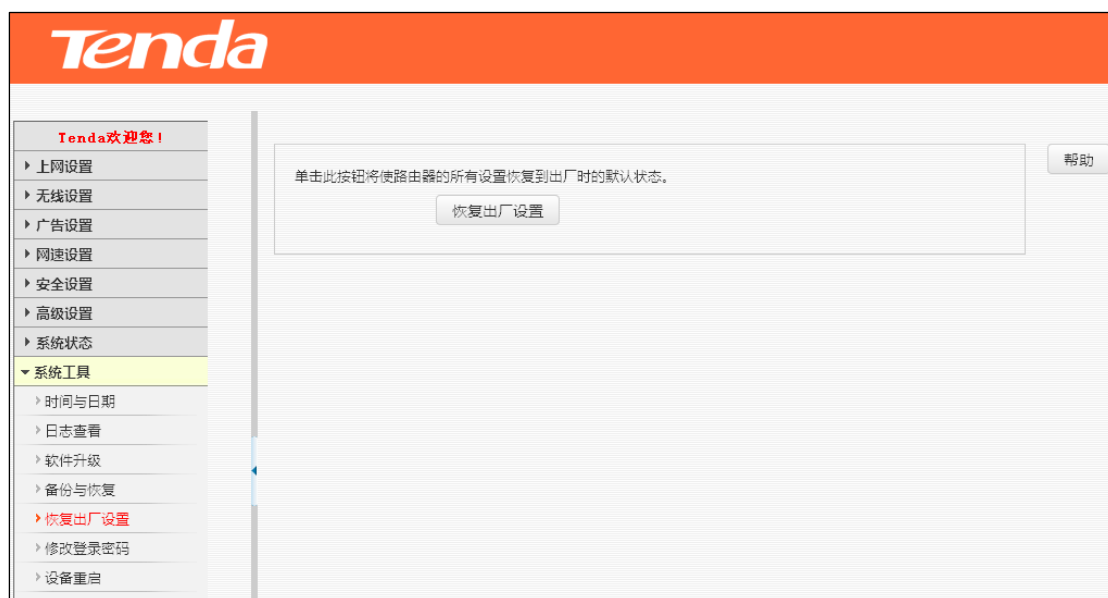 Tenda
Tenda欢迎您!
上网设置
无线设置
广告设置
网速设置
安全设置
高级设置
系统状态
系统工具
时间与日期
日志查看
软件升级
备份与恢复
恢复出厂设置
修改登录密码
设备重启
单击此按钮将使路由器的所有设置恢复到出厂时的默认状态。
恢复出厂设置
帮助